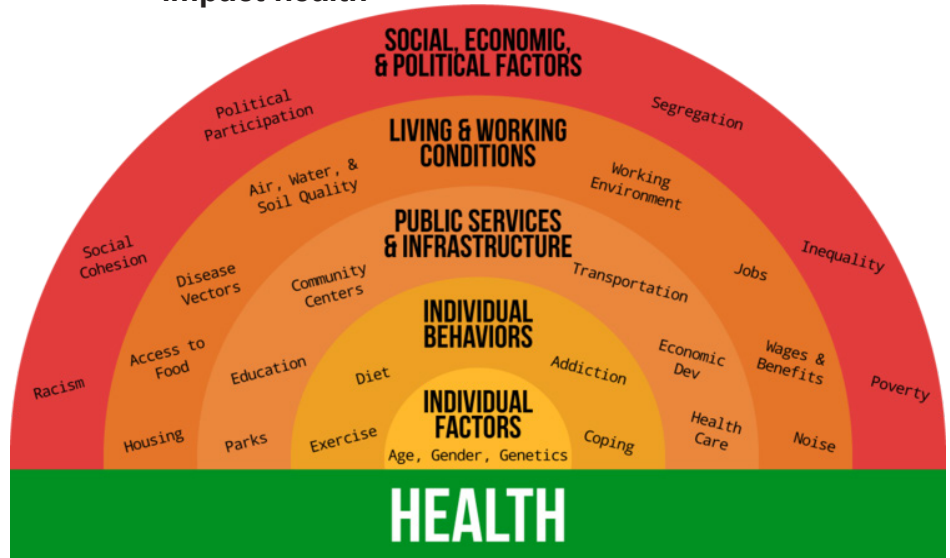 impact health
SOCIAL, ECONOMIC,
& POLITICAL FACTORS
Political
Participation
Segregation
Social
Cohesion
Inequality
Racism
Poverty
LIVING & WORKING
CONDITIONS
Air, Water, &
Soil Quality
Working
Environment
Disease
Vectors
Jobs
Access to
Food
Wages &
Benefits
Housing
Noise
PUBLIC SERVICES
& INFRASTRUCTURE
Community
Centers
Transportation
Education
Economic
Dev
Parks
Health
Care
INDIVIDUAL
BEHAVIORS
Diet
Addiction
Exercise
Coping
INDIVIDUAL
FACTORS
Age, Gender, Genetics
HEALTH